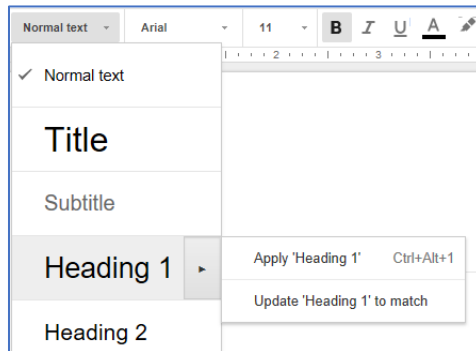 Normal text Arial 11 B I U A
1 2 3
Normal text
Title
Subtitle
Heading 1
Apply 'Heading 1' Ctrl+Alt+1
Update 'Heading 1' to match
Heading 2